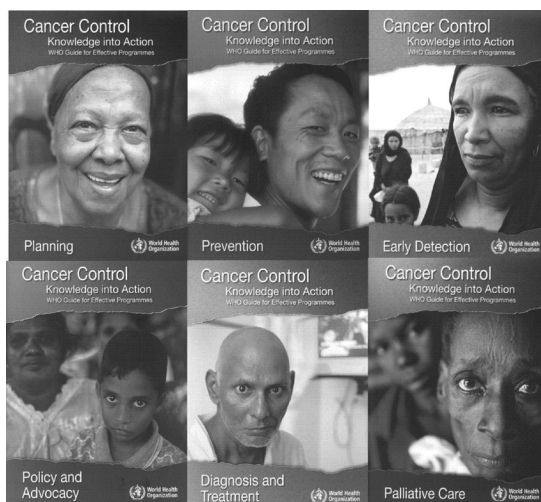 Cancer Control
Knowledge into Action
WHO Guide for Effective Programmes
Planning
World Health
Organization
Cancer Control
Knowledge into Action
WHO Guide for Effective Programmes
Prevention
World Health
Organization
Cancer Control
Knowledge into Action
WHO Guide for Effective Programmes
Early Detection
World Health
Organization
Cancer Control
Knowledge into Action
WHO Guide for Effective Programmes
Policy and
Advocacy
World Health
Organization
Cancer Control
Knowledge into Action
WHO Guide for Effective Programmes
Diagnosis and
Treatment
World Health
Organization
Cancer Control
Knowledge into Action
WHO Guide for Effective Programmes
Palliative Care
World Health
Organization